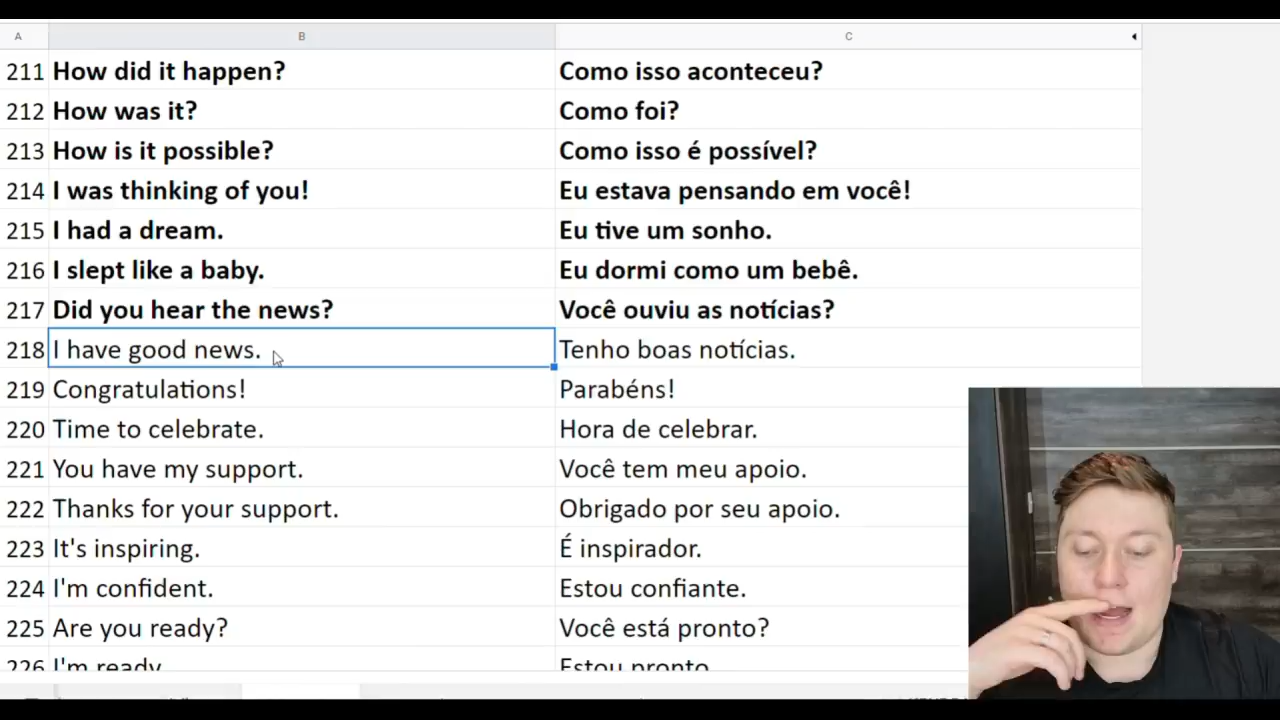 A B C
211 How did it happen? Como isso aconteceu?
212 How was it? Como foi?
213 How is it possible? Como isso é possível?
214 I was thinking of you! Eu estava pensando em você!
215 I had a dream. Eu tive um sonho.
216 I slept like a baby. Eu dormi como um bebê.
217 Did you hear the news? Você ouviu as notícias?
218 I have good news. Tenho boas notícias.
219 Congratulations! Parabéns!
220 Time to celebrate. Hora de celebrar.
221 You have my support. Você tem meu apoio.
222 Thanks for your support. Obrigado por seu apoio.
223 It's inspiring. É inspirador.
224 I'm confident. Estou confiante.
225 Are you ready? Você está pronto?
226 I'm ready Estou pronto